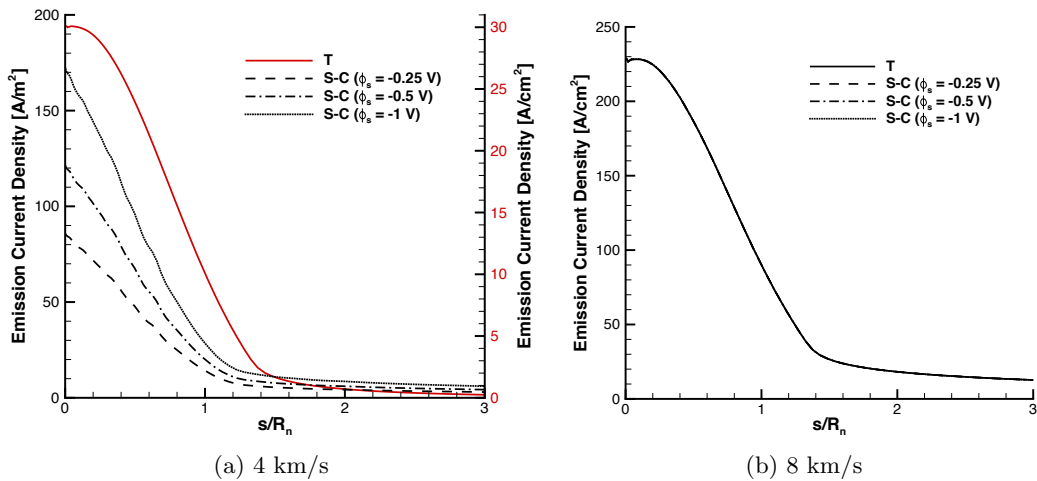 200
150
100
50
0
Emission Current Density [A/m²]
0 1 2 3
s/Rₙ
30
25
20
15
10
5
0
Emission Current Density [A/cm²]
T
S-C (ϕₛ = -0.25 V)
S-C (ϕₛ = -0.5 V)
S-C (ϕₛ = -1 V)
(a) 4 km/s
250
200
150
100
50
0
Emission Current Density [A/cm²]
0 1 2 3
s/Rₙ
T
S-C (ϕₛ = -0.25 V)
S-C (ϕₛ = -0.5 V)
S-C (ϕₛ = -1 V)
(b) 8 km/s